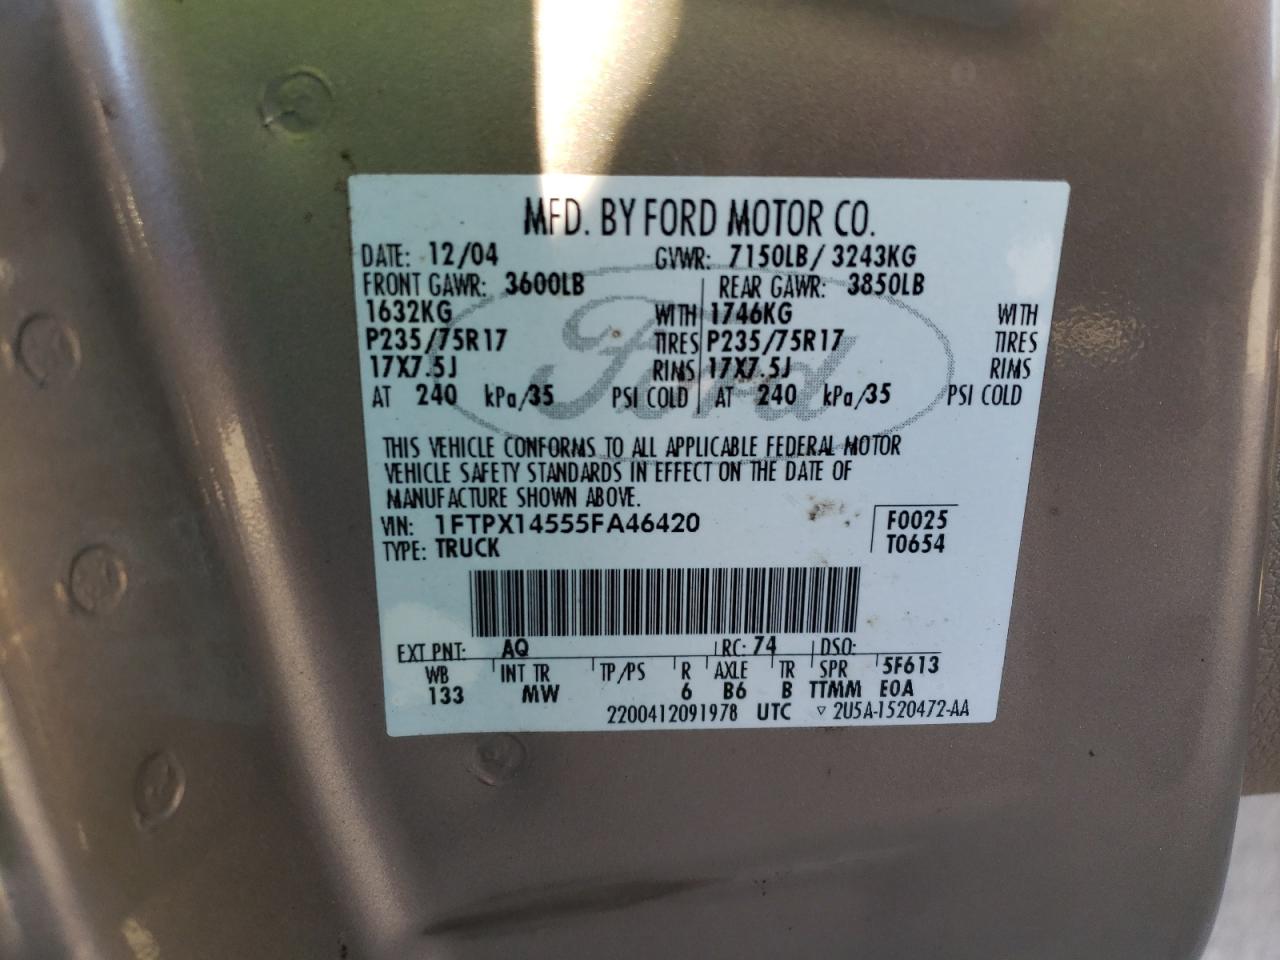 MFD. BY FORD MOTOR CO.
DATE: 12/04 GVWR: 7150LB/ 3243KG
FRONT GAWR: 3600LB REAR GAWR: 3850LB
1632KG WITH 1746KG WITH
P235/75R17 TIRES P235/75R17 TIRES
17X7.5J RIMS 17X7.5J RIMS
AT 240 kPa/35 PSI COLD AT 240 kPa/35 PSI COLD
Ford
THIS VEHICLE CONFORMS TO ALL APPLICABLE FEDERAL MOTOR
VEHICLE SAFETY STANDARDS IN EFFECT ON THE DATE OF
MANUFACTURE SHOWN ABOVE.
VIN: 1FTPX14555FA46420 F0025
TYPE: TRUCK T0654
EXT PNT: AQ RC: 74 DSO:
WB INT TR TP/PS R AXLE TR SPR 5F613
133 MW 6 B6 B TTMM E0A
2200412091978 UTC ▽ 2U5A-1520472-AA